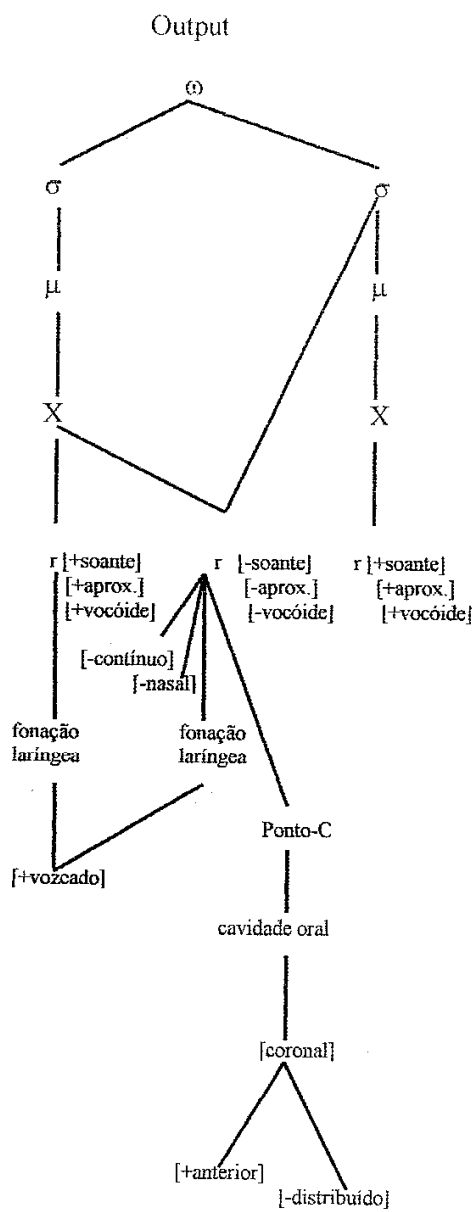 Output
ω
σ σ
μ μ
X X
r [+soante] r [-soante] r [+soante]
[+aprox.] [-aprox.] [+aprox.]
[+vocóide] [-vocóide] [+vocóide]
[-contínuo]
[-nasal]
fonação fonação
laríngea laríngea
Ponto-C
[+vozcado]
cavidade oral
[coronal]
[+anterior]
[-distribuído]